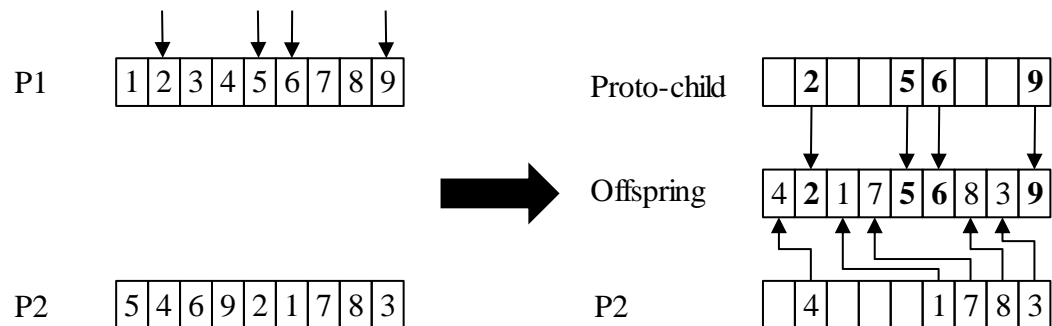 P1 1 2 3 4 5 6 7 8 9
Proto-child 2 5 6 9
Offspring 4 2 1 7 5 6 8 3 9
P2 5 4 6 9 2 1 7 8 3
P2 4 1 7 8 3